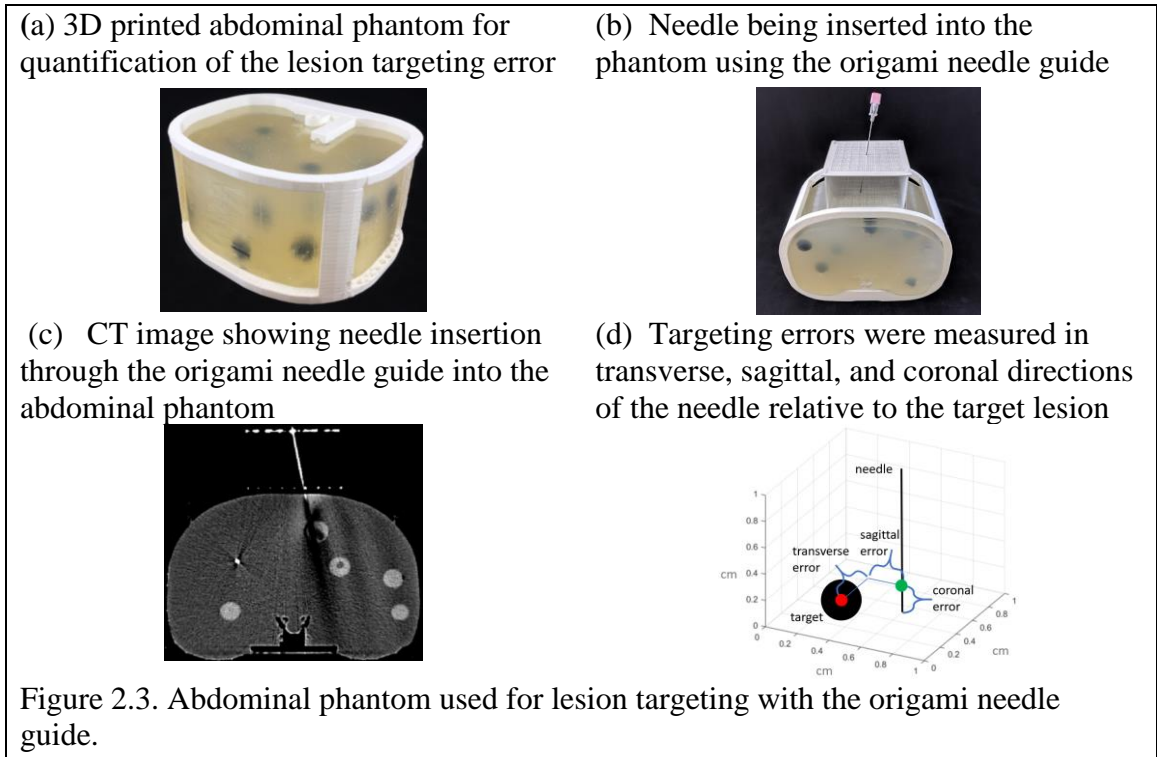 (a) 3D printed abdominal phantom for
quantification of the lesion targeting error
(b) Needle being inserted into the
phantom using the origami needle guide
(c) CT image showing needle insertion
through the origami needle guide into the
abdominal phantom
(d) Targeting errors were measured in
transverse, sagittal, and coronal directions
of the needle relative to the target lesion
needle
1
0.8
sagittal
error
0.6
transverse
error
0.4
cm
0.2
coronal
error
target
0
0
0.2
0.4
0.6
0.8
1
cm
0
0.2
0.4
0.6
0.8
1
cm
Figure 2.3. Abdominal phantom used for lesion targeting with the origami needle
guide.